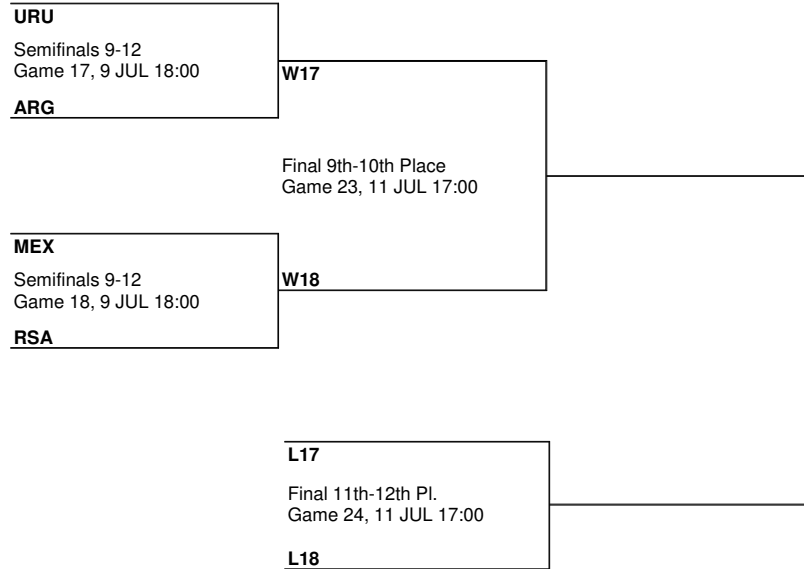 URU
Semifinals 9-12
Game 17, 9 JUL 18:00
ARG
W17
Final 9th-10th Place
Game 23, 11 JUL 17:00
MEX
Semifinals 9-12
Game 18, 9 JUL 18:00
RSA
W18
L17
Final 11th-12th Pl.
Game 24, 11 JUL 17:00
L18